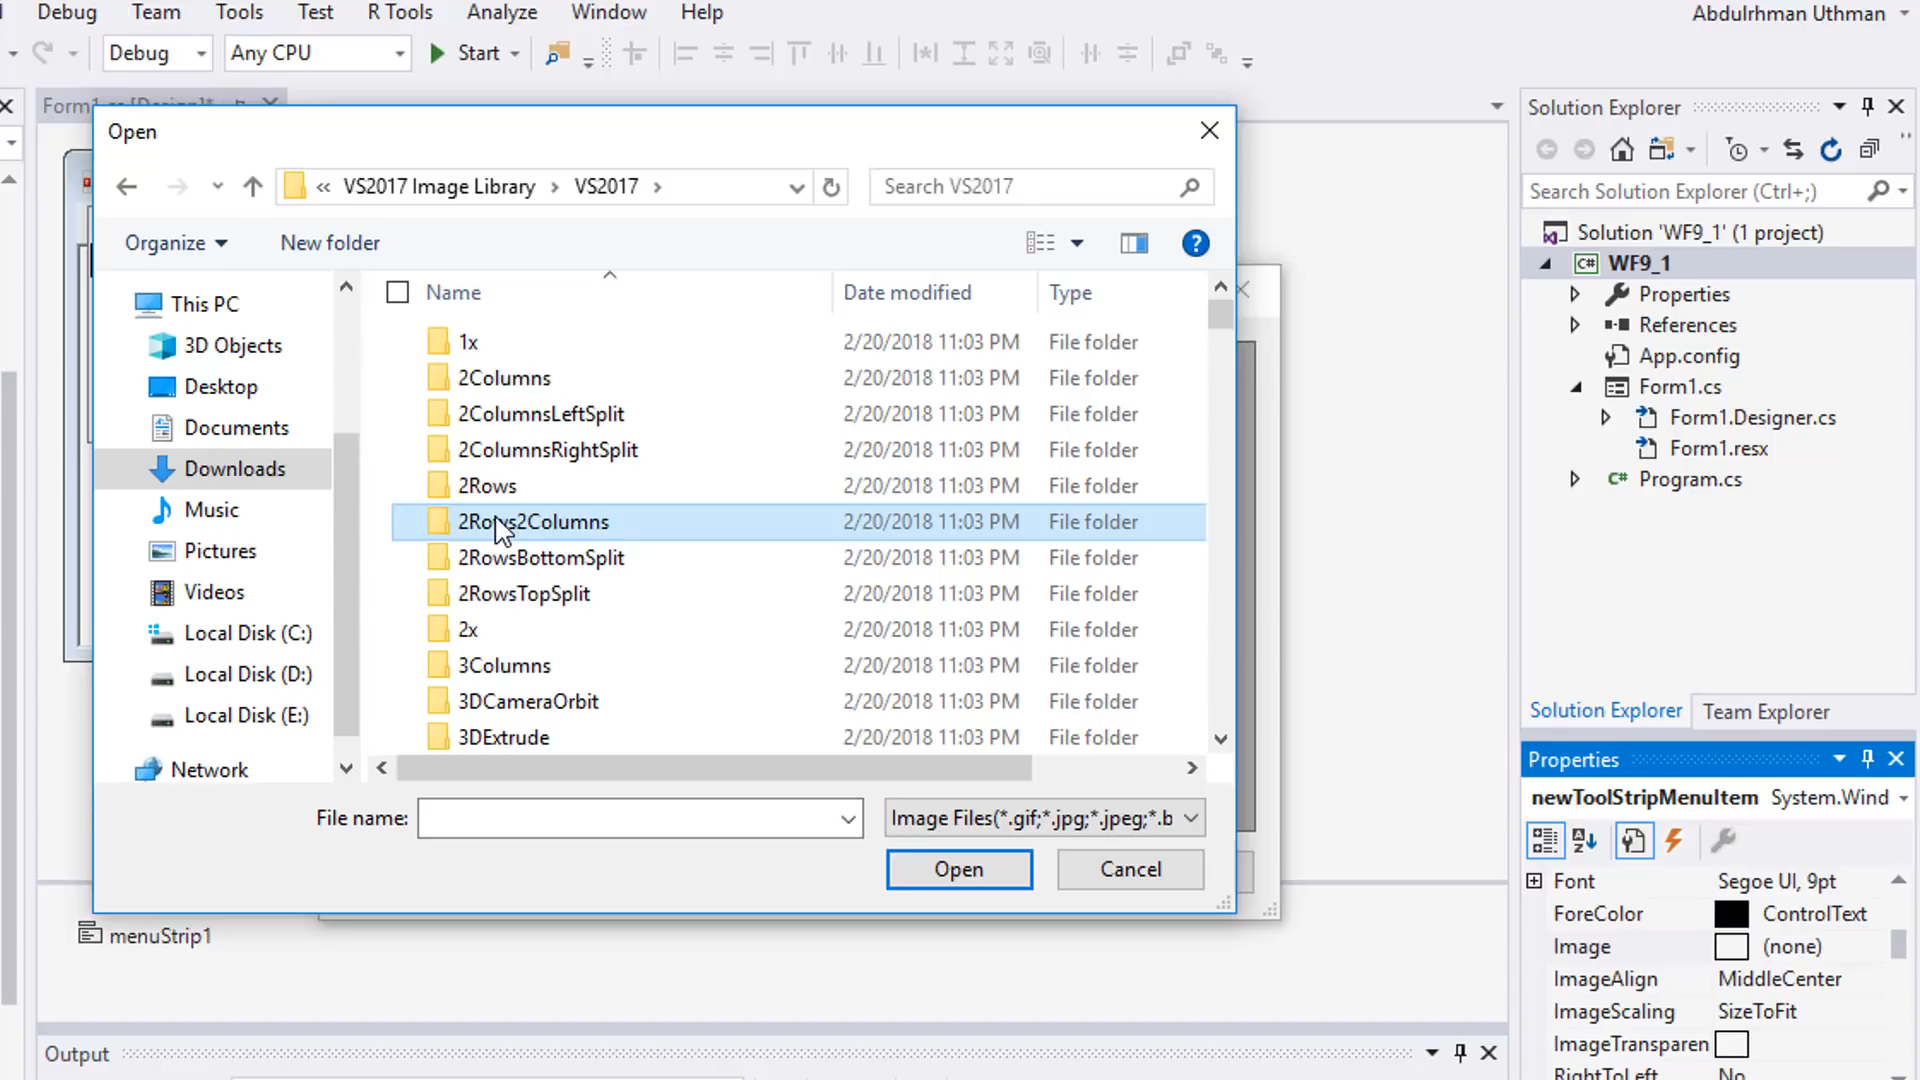 Debug Team Tools Test R Tools Analyze Window Help
Abdulrhman Uthman
Debug Any CPU Start
Open
« VS2017 Image Library > VS2017 >
Search VS2017
Organize New folder
?
Name Date modified Type
This PC
3D Objects
Desktop
Documents
Downloads
Music
Pictures
Videos
Local Disk (C:)
Local Disk (D:)
Local Disk (E:)
Network
1x 2/20/2018 11:03 PM File folder
2Columns 2/20/2018 11:03 PM File folder
2ColumnsLeftSplit 2/20/2018 11:03 PM File folder
2ColumnsRightSplit 2/20/2018 11:03 PM File folder
2Rows 2/20/2018 11:03 PM File folder
2Rows2Columns 2/20/2018 11:03 PM File folder
2RowsBottomSplit 2/20/2018 11:03 PM File folder
2RowsTopSplit 2/20/2018 11:03 PM File folder
2x 2/20/2018 11:03 PM File folder
3Columns 2/20/2018 11:03 PM File folder
3DCameraOrbit 2/20/2018 11:03 PM File folder
3DExtrude 2/20/2018 11:03 PM File folder
File name:
Image Files(*.gif;*.jpg;*.jpeg;*.b
Open Cancel
menuStrip1
Output
Solution Explorer
Search Solution Explorer (Ctrl+;)
Solution 'WF9_1' (1 project)
C# WF9_1
Properties
References
App.config
Form1.cs
Form1.Designer.cs
Form1.resx
C# Program.cs
Solution Explorer Team Explorer
Properties
newToolStripMenuItem System.Wind
Font Segoe UI, 9pt
ForeColor ControlText
Image (none)
ImageAlign MiddleCenter
ImageScaling SizeToFit
ImageTransparen
RightToLeft No